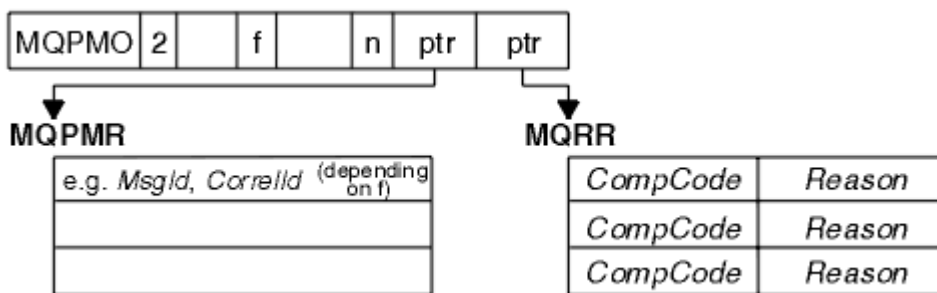 MQPMO 2 f n ptr ptr
MQPMR MQRR
e.g. MsgId, CorrelId (depending on f) CompCode Reason
CompCode Reason
CompCode Reason